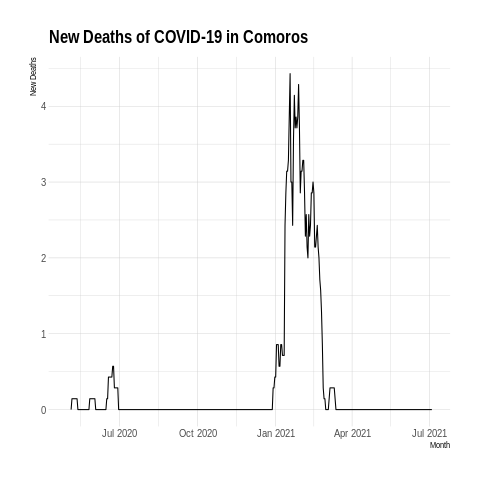 New Deaths of COVID-19 in Comoros
New Deaths
4
3
2
1
0
Jul 2020 Oct 2020 Jan 2021 Apr 2021 Jul 2021
Month